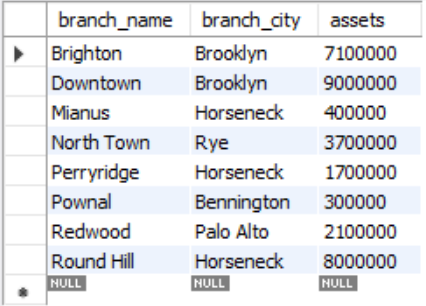 branch_name branch_city assets
Brighton Brooklyn 7100000
Downtown Brooklyn 9000000
Mianus Horseneck 400000
North Town Rye 3700000
Perryridge Horseneck 1700000
Pownal Bennington 300000
Redwood Palo Alto 2100000
Round Hill Horseneck 8000000
NULL NULL NULL